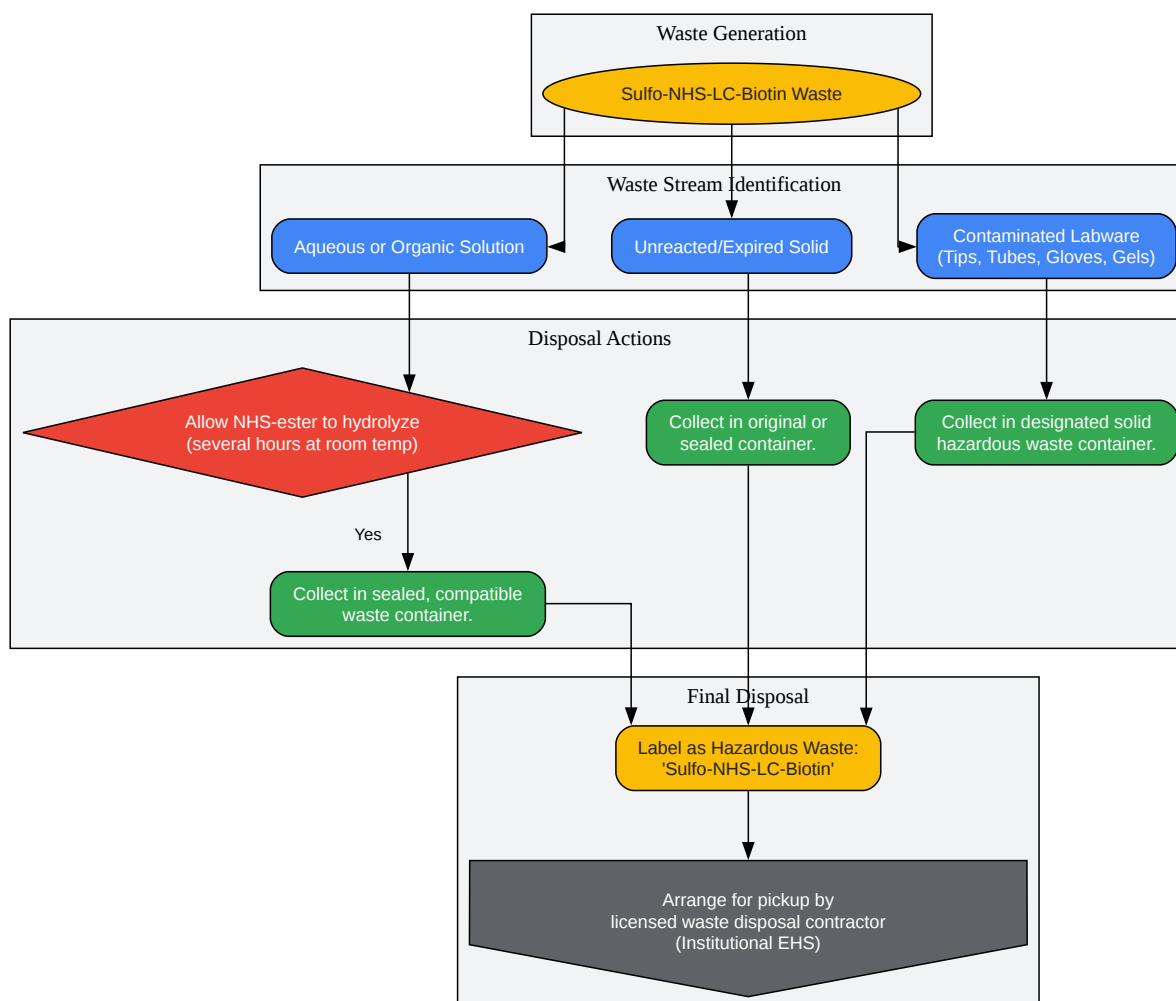 Waste Generation
Sulfo-NHS-LC-Biotin Waste
Waste Stream Identification
Aqueous or Organic Solution
Unreacted/Expired Solid
Contaminated Labware
(Tips, Tubes, Gloves, Gels)
Disposal Actions
Allow NHS-ester to hydrolyze
(several hours at room temp)
Collect in original or
sealed container.
Collect in designated solid
hazardous waste container.
Yes
Collect in sealed, compatible
waste container.
Final Disposal
Label as Hazardous Waste:
'Sulfo-NHS-LC-Biotin'
Arrange for pickup by
licensed waste disposal contractor
(Institutional EHS)